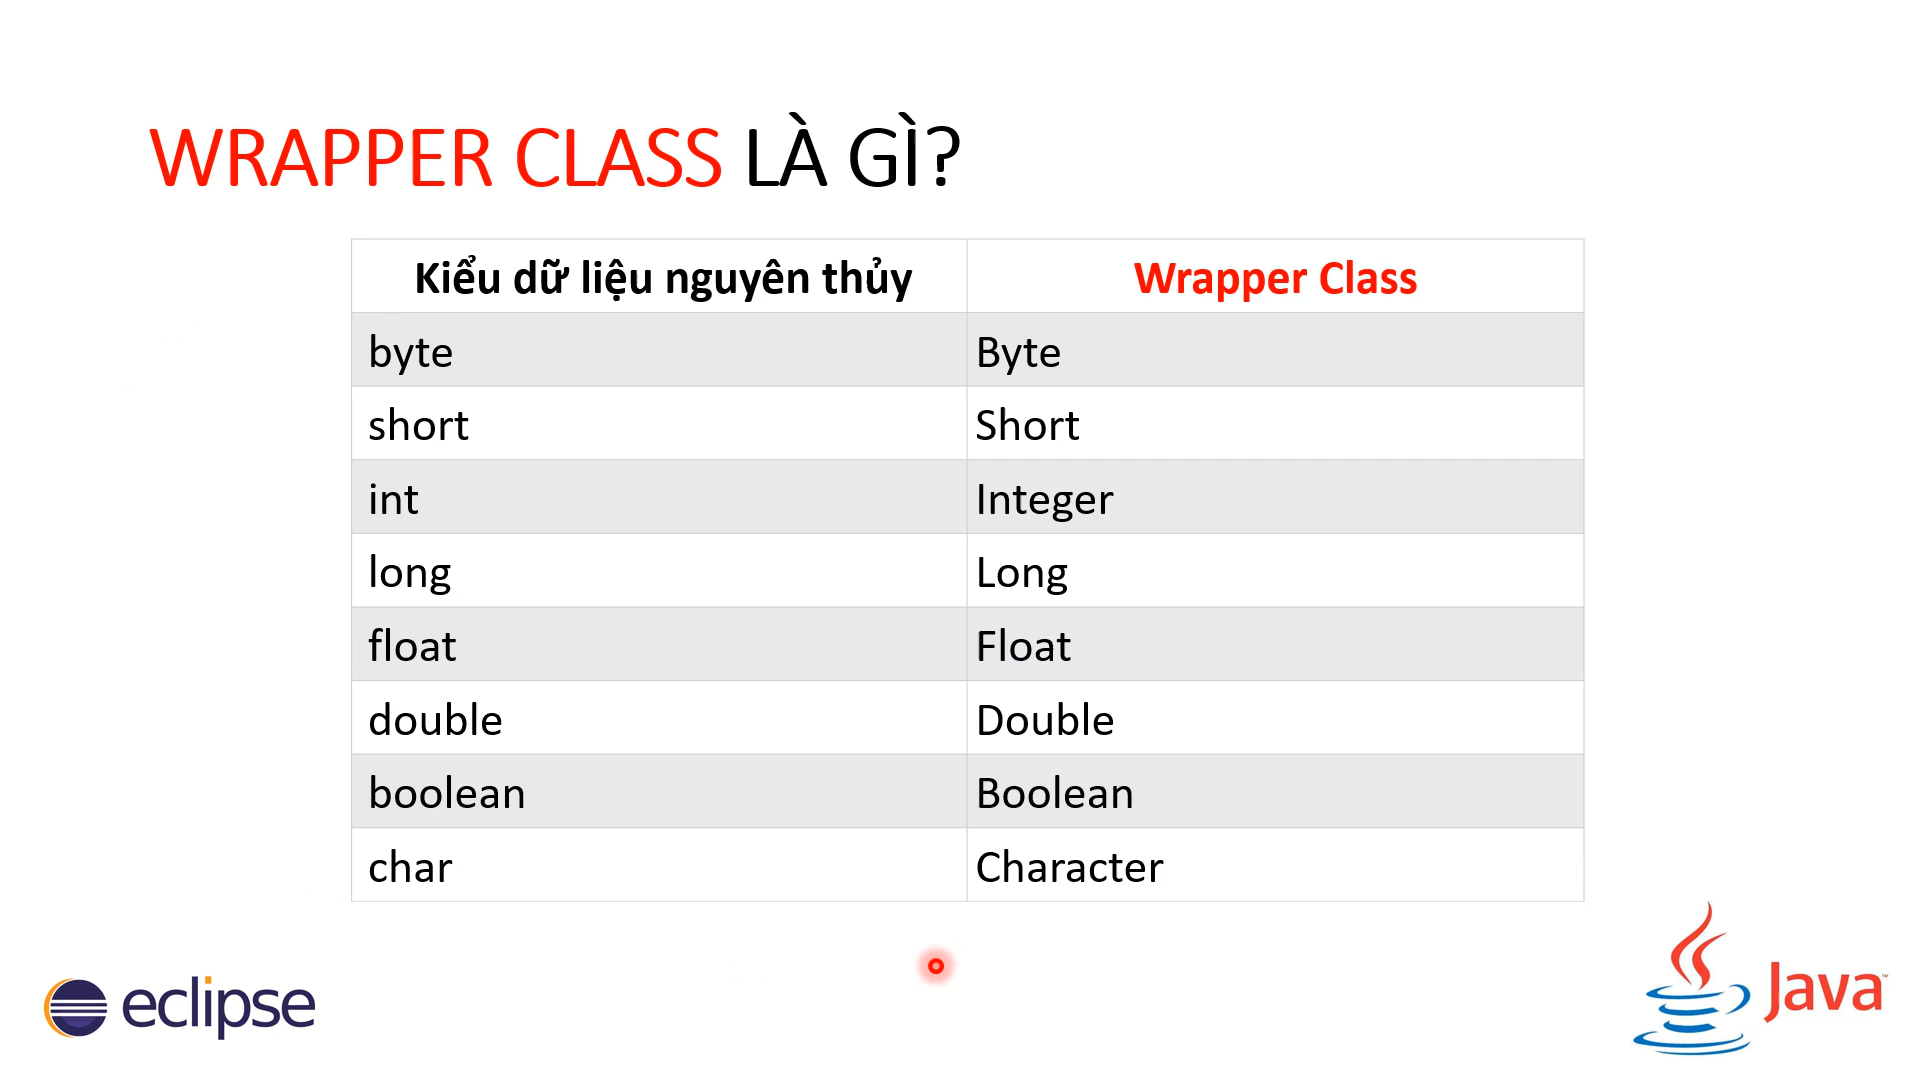 WRAPPER CLASS LÀ GÌ?
Kiểu dữ liệu nguyên thủy Wrapper Class
byte Byte
short Short
int Integer
long Long
float Float
double Double
boolean Boolean
char Character
eclipse
Java™